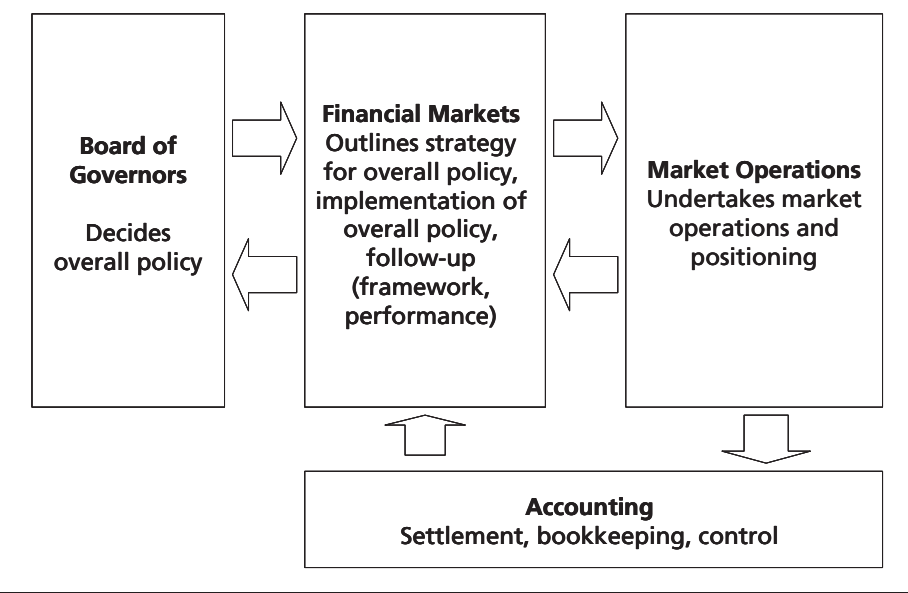 Board of
Governors
Decides
overall policy
Financial Markets
Outlines strategy
for overall policy,
implementation of
overall policy,
follow-up
(framework,
performance)
Market Operations
Undertakes market
operations and
positioning
Accounting
Settlement, bookkeeping, control